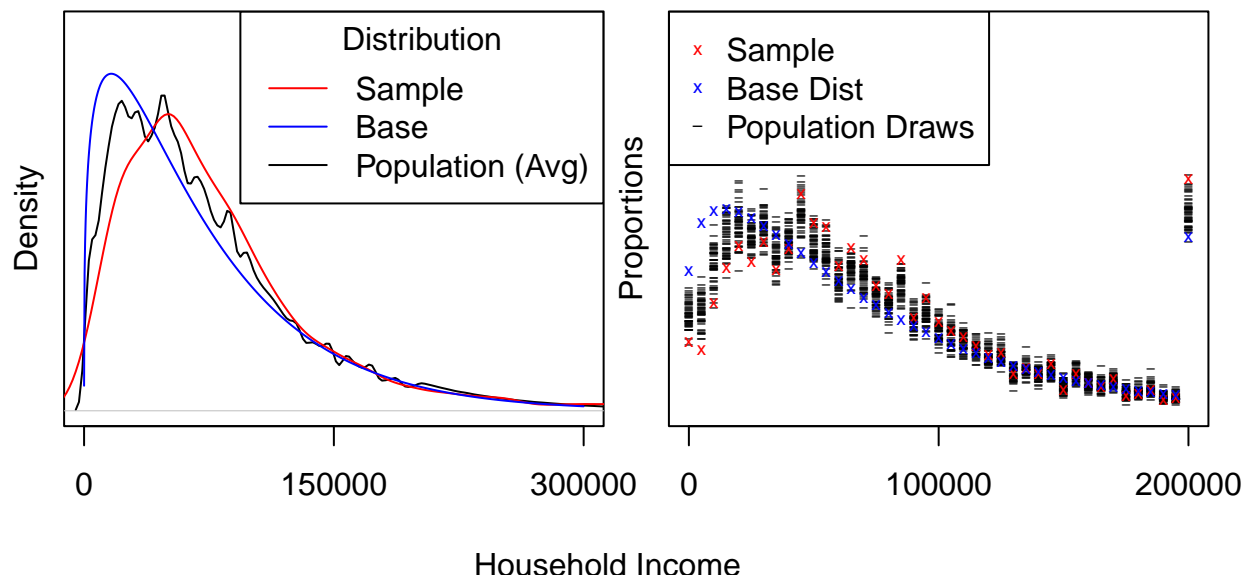 Distribution
Sample
Base
Population (Avg)
Density
0
150000
300000
x Sample
x Base Dist
– Population Draws
Proportions
0
100000
200000
Household Income